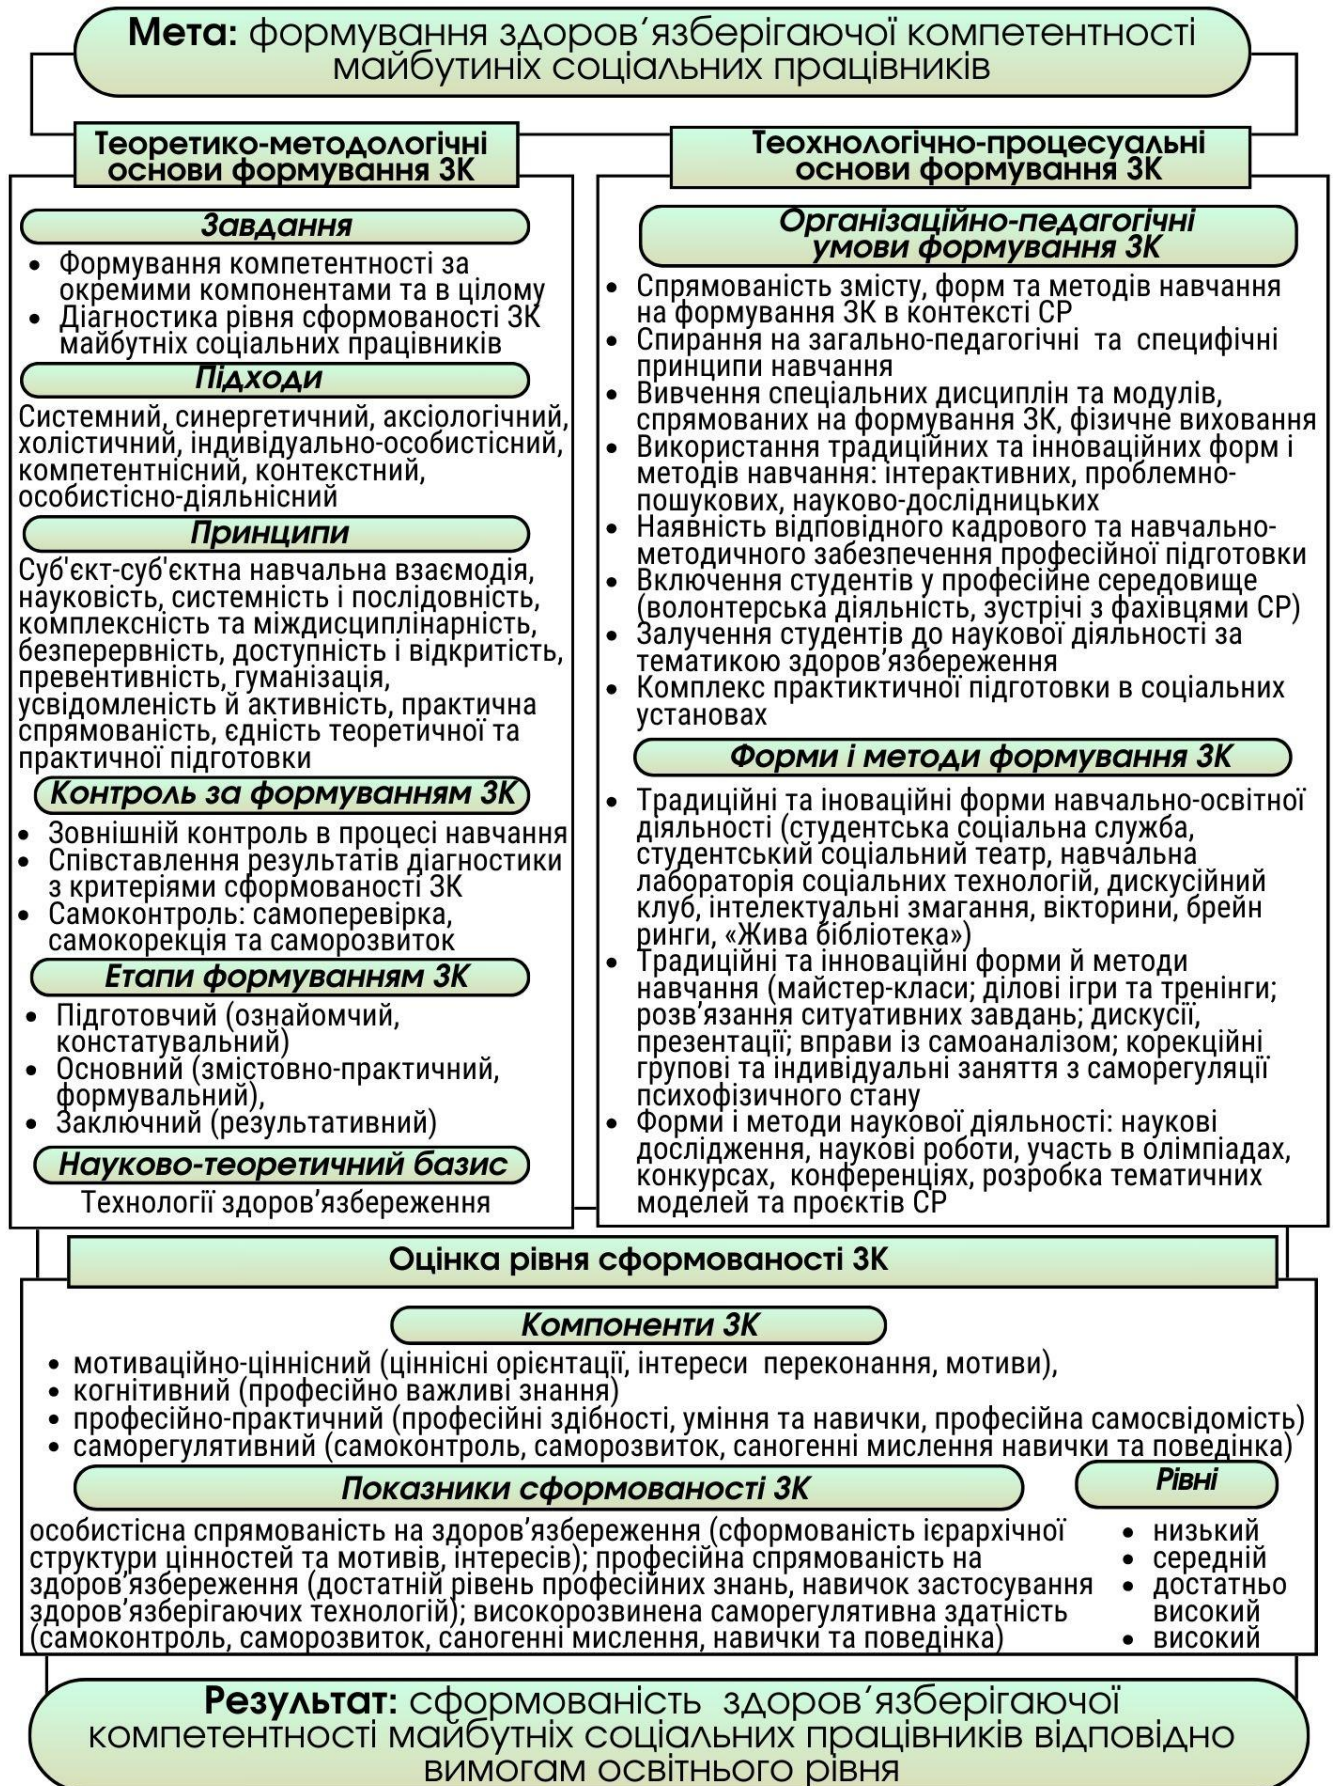 Мета: формування здоров’язберігаючої компетентності
майбутиніх соціальних працівників
Теоретико-методологічні
основи формування ЗК
Завдання
• Формування компетентності за
окремими компонентами та в цілому
• Діагностика рівня сформованості ЗК
майбутніх соціальних працівників
Підходи
Системний, синергетичний, аксіологічний,
холістичний, індивідуально-особистісний,
компетентнісний, контекстний,
особистісно-діяльнісний
Принципи
Суб'єкт-суб'єктна навчальна взаємодія,
науковість, системність і послідовність,
комплексність та міждисциплінарність,
безперервність, доступність і відкритість,
превентивність, гуманізація,
усвідомленість й активність, практична
спрямованість, єдність теоретичної та
практичної підготовки
Контроль за формуванням ЗК
• Зовнішній контроль в процесі навчання
• Співставлення результатів діагностики
з критеріями сформованості ЗК
• Самоконтроль: самоперевірка,
самокорекція та саморозвиток
Етапи формуванням ЗК
• Підготовчий (ознайомчий,
констатувальний)
• Основний (змістовно-практичний,
формувальний),
• Заключний (результативний)
Науково-теоретичний базис
Технології здоров’язбереження
Теохнологічно-процесуальні
основи формування ЗК
Організаційно-педагогічні
умови формування ЗК
• Спрямованість змісту, форм та методів навчання
на формування ЗК в контексті СР
• Спирання на загально-педагогічні та специфічні
принципи навчання
• Вивчення спеціальних дисциплін та модулів,
спрямованих на формування ЗК, фізичне виховання
• Використання традиційних та інноваційних форм і
методів навчання: інтерактивних, проблемно-
пошукових, науково-дослідницьких
• Наявність відповідного кадрового та навчально-
методичного забезпечення професійної підготовки
• Включення студентів у професійне середовище
(волонтерська діяльність, зустрічі з фахівцями СР)
• Залучення студентів до наукової діяльності за
тематикою здоров’язбереження
• Комплекс практиктичної підготовки в соціальних
установах
Форми і методи формування ЗК
• Традиційні та іноваційні форми навчально-освітної
діяльності (студентська соціальна служба,
студентський соціальний театр, навчальна
лабораторія соціальних технологій, дискусійний
клуб, інтелектуальні змагання, вікторини, брейн
ринги, «Жива бібліотека»)
• Традиційні та інноваційні форми й методи
навчання (майстер-класи; ділові ігри та тренінги;
розв’язання ситуативних завдань; дискусії,
презентації; вправи із самоаналізом; корекційні
групові та індивідуальні заняття з саморегуляції
психофізичного стану
• Форми і методи наукової діяльності: наукові
дослідження, наукові роботи, участь в олімпіадах,
конкурсах, конференціях, розробка тематичних
моделей та проєктів СР
Оцінка рівня сформованості ЗК
Компоненти ЗК
• мотиваційно-ціннісний (ціннісні орієнтації, інтереси переконання, мотиви),
• когнітивний (професійно важливі знання)
• професійно-практичний (професійні здібності, уміння та навички, професійна самосвідомість)
• саморегулятивний (самоконтроль, саморозвиток, саногенні мислення навички та поведінка)
Показники сформованості ЗК
особистісна спрямованість на здоров’язбереження (сформованість ієрархічної
структури цінностей та мотивів, інтересів); професійна спрямованість на
здоров’язбереження (достатній рівень професійних знань, навичок застосування
здоров’язберігаючих технологій); високорозвинена саморегулятивна здатність
(самоконтроль, саморозвиток, саногенні мислення, навички та поведінка)
Рівні
• низький
• середній
• достатньо
високий
• високий
Результат: сформованість здоров’язберігаючої
компетентності майбутніх соціальних працівників відповідно
вимогам освітнього рівня